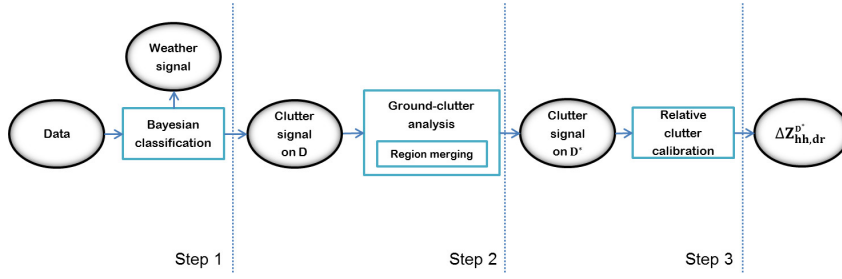 Weather
signal
Data
Bayesian
classification
Clutter
signal
on D
Ground-clutter
analysis
Region merging
Clutter
signal
on D*
Relative
clutter
calibration
ΔZ^{D*}_{hh,dr}
Step 1
Step 2
Step 3